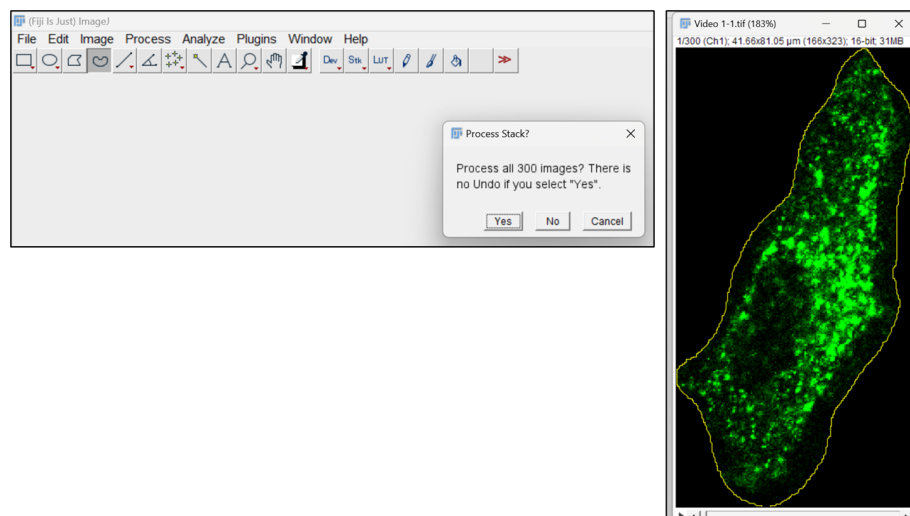 (Fiji Is Just) ImageJ
File Edit Image Process Analyze Plugins Window Help
Dev Stk LUT
Process Stack?
Process all 300 images? There is
no Undo if you select "Yes".
Yes No Cancel
Video 1-1.tif (183%)
1/300 (Ch1); 41.66x81.05 µm (166x323); 16-bit; 31MB